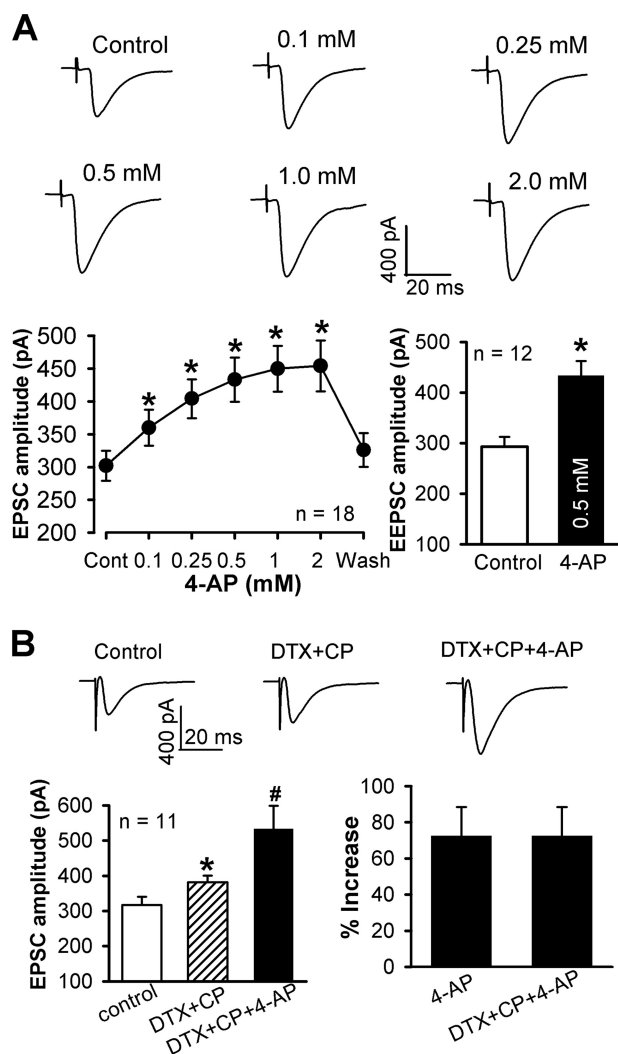 A
Control
0.1 mM
0.25 mM
0.5 mM
1.0 mM
2.0 mM
400 pA
20 ms
EPSC amplitude (pA)
500
450
400
350
300
250
200
* * * * *
n = 18
Cont 0.1 0.25 0.5 1 2 Wash
4-AP (mM)
EEPSC amplitude (pA)
500
400
300
200
100
n = 12
*
0.5 mM
Control 4-AP
B
Control
DTX+CP
DTX+CP+4-AP
400 pA
20 ms
EPSC amplitude (pA)
600
500
400
300
200
100
n = 11
*
#
control
DTX+CP
DTX+CP+4-AP
% Increase
100
80
60
40
20
0
4-AP
DTX+CP+4-AP